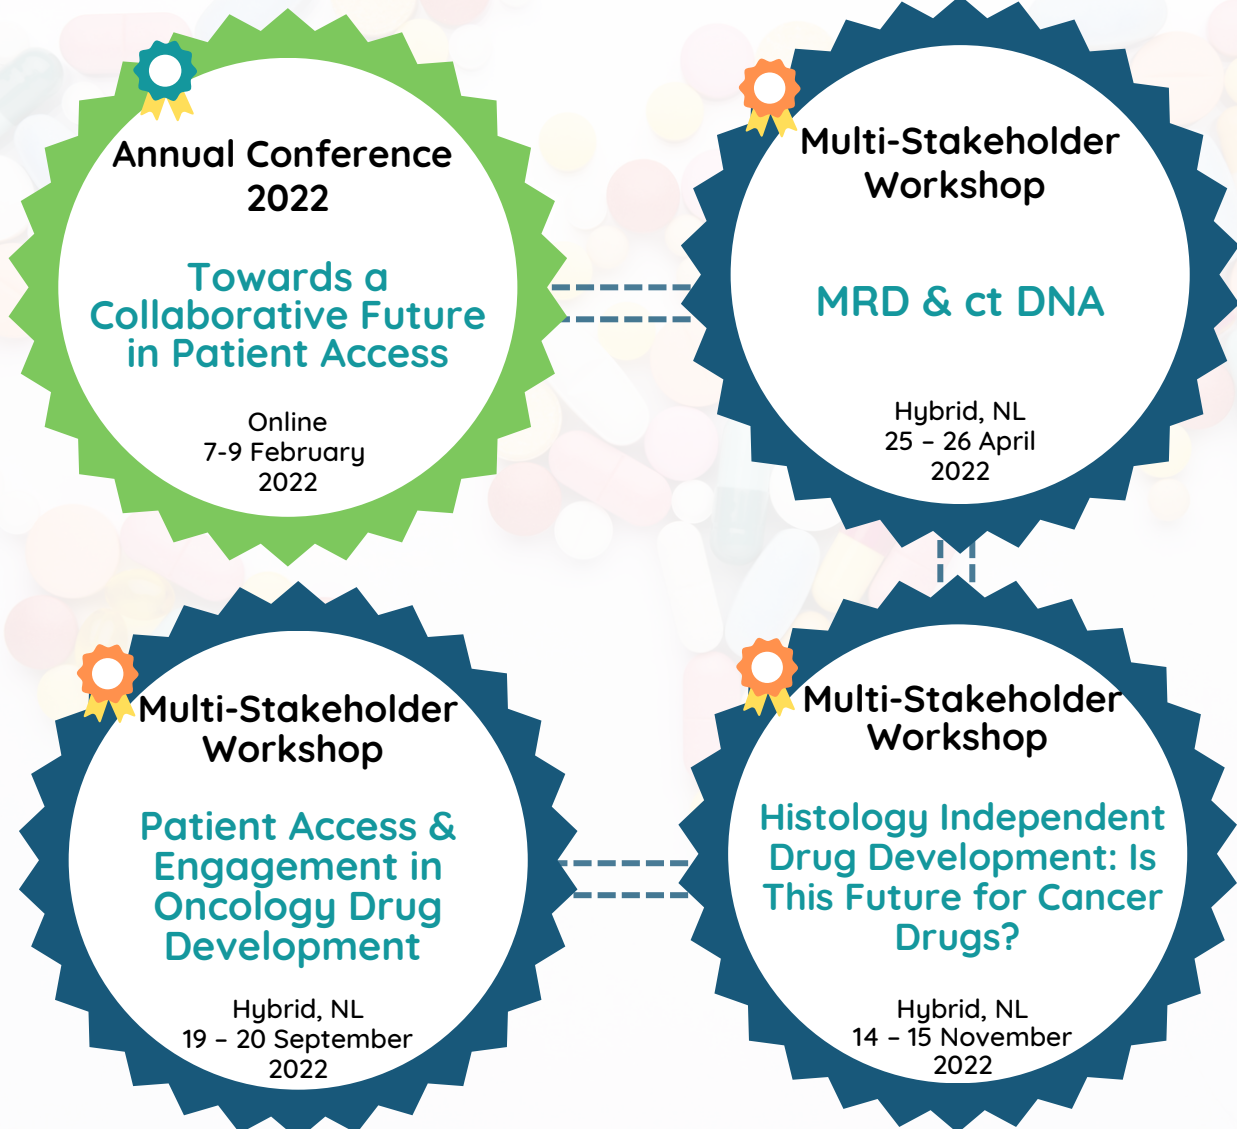 Annual Conference
2022
Towards a
Collaborative Future
in Patient Access
Online
7-9 February
2022
Multi-Stakeholder
Workshop
MRD & ct DNA
Hybrid, NL
25 – 26 April
2022
Multi-Stakeholder
Workshop
Patient Access &
Engagement in
Oncology Drug
Development
Hybrid, NL
19 – 20 September
2022
Multi-Stakeholder
Workshop
Histology Independent
Drug Development: Is
This Future for Cancer
Drugs?
Hybrid, NL
14 – 15 November
2022